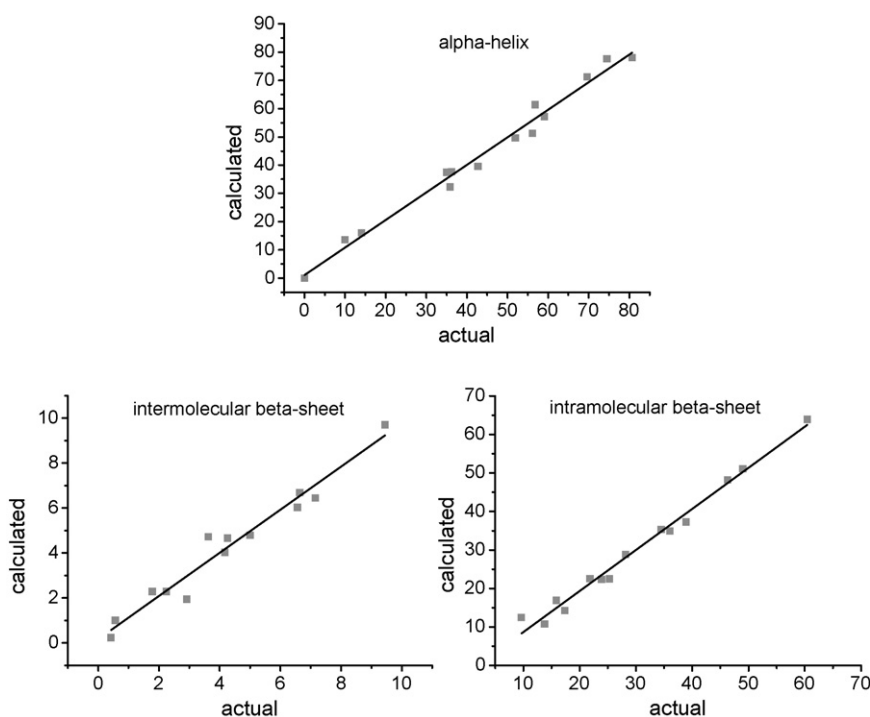 90
80
70
60
50
40
30
20
10
0
alpha-helix
calculated
0 10 20 30 40 50 60 70 80
actual
10
8
6
4
2
0
intermolecular beta-sheet
calculated
0 2 4 6 8 10
actual
70
60
50
40
30
20
10
0
intramolecular beta-sheet
calculated
10 20 30 40 50 60 70
actual